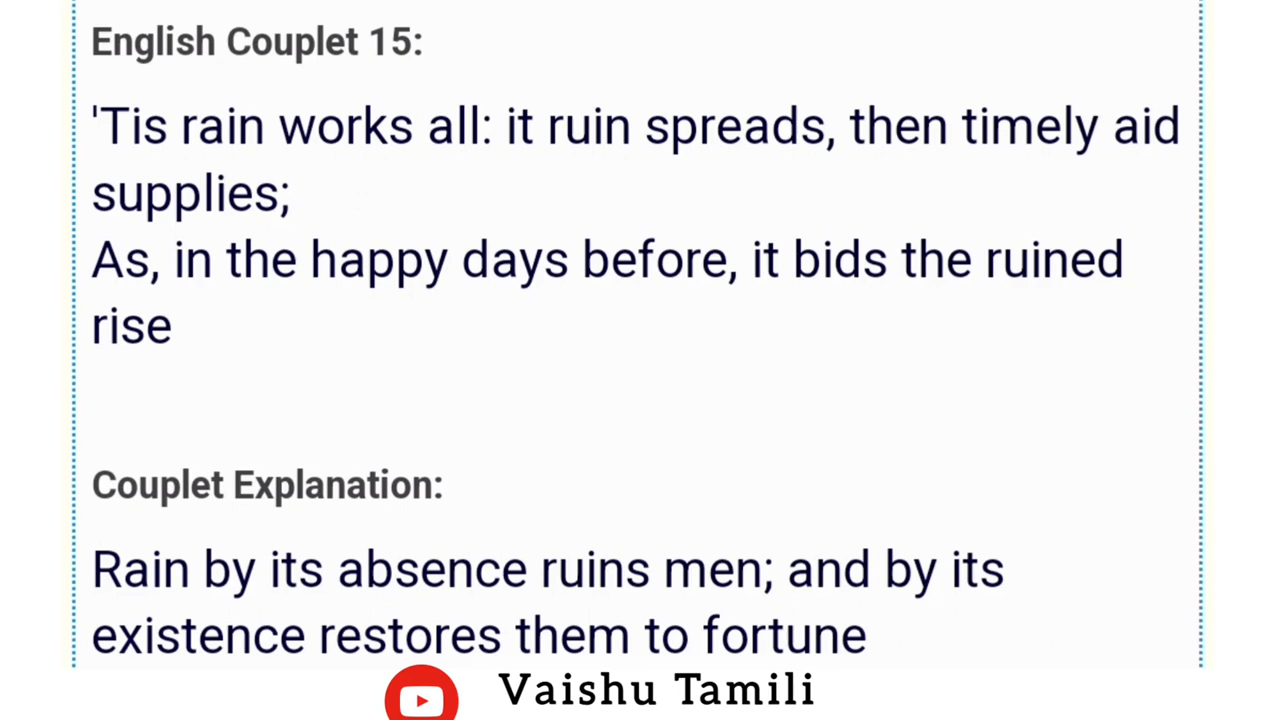 English Couplet 15:
'Tis rain works all: it ruin spreads, then timely aid
supplies;
As, in the happy days before, it bids the ruined
rise
Couplet Explanation:
Rain by its absence ruins men; and by its
existence restores them to fortune
Vaishu Tamili